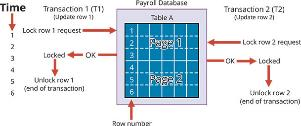 Payroll Database
Time
Transaction 1 (T1)
(Update row 1)
Table A
Transaction 2 (T2)
(Update row 2)
1
2
3
4
5
6
Lock row 1 request
Locked
OK
Unlock row 1
(end of transaction)
1
2
3
4
5
6
Page 1
Page 2
Lock row 2 request
OK
Locked
Unlock row 2
(end of transaction)
Row number